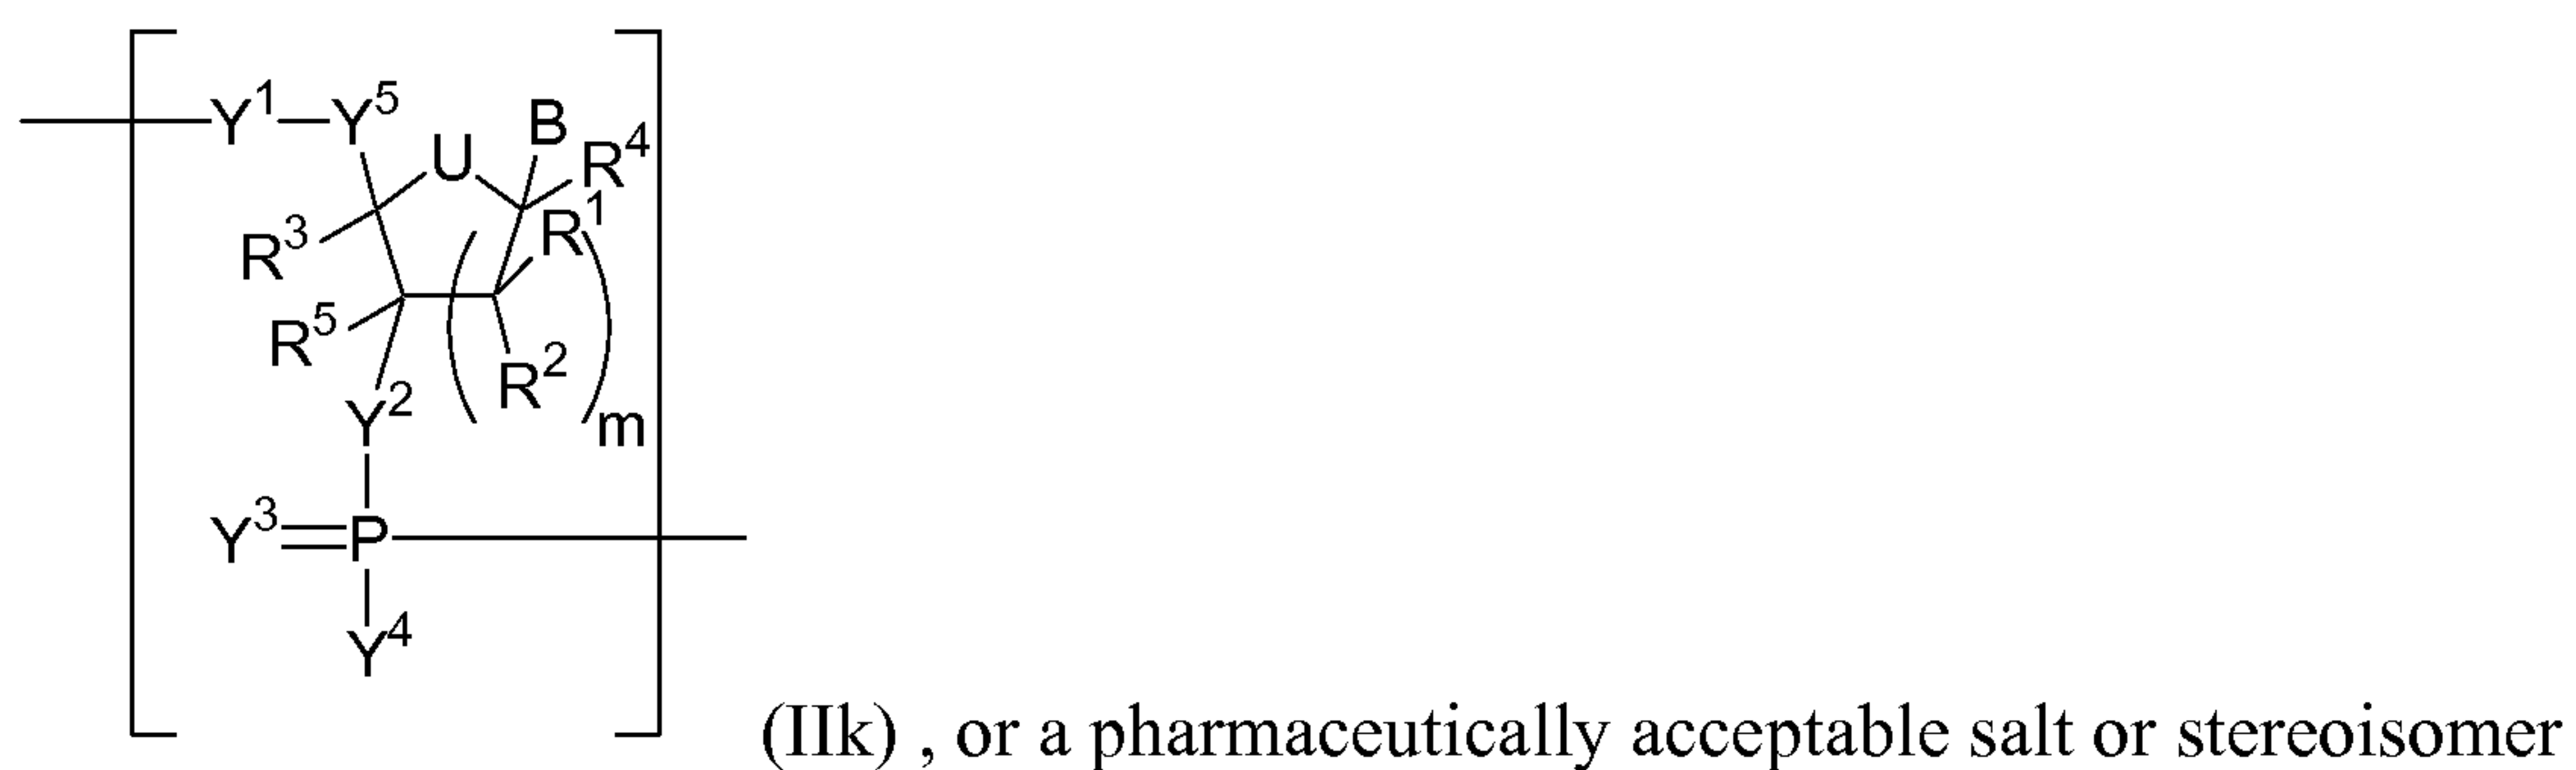 Y1 Y5 B
U R4
R1
R3
R5
R2
Y2
m
Y3 P
Y4
(IIk) , or a pharmaceutically acceptable salt or stereoisomer